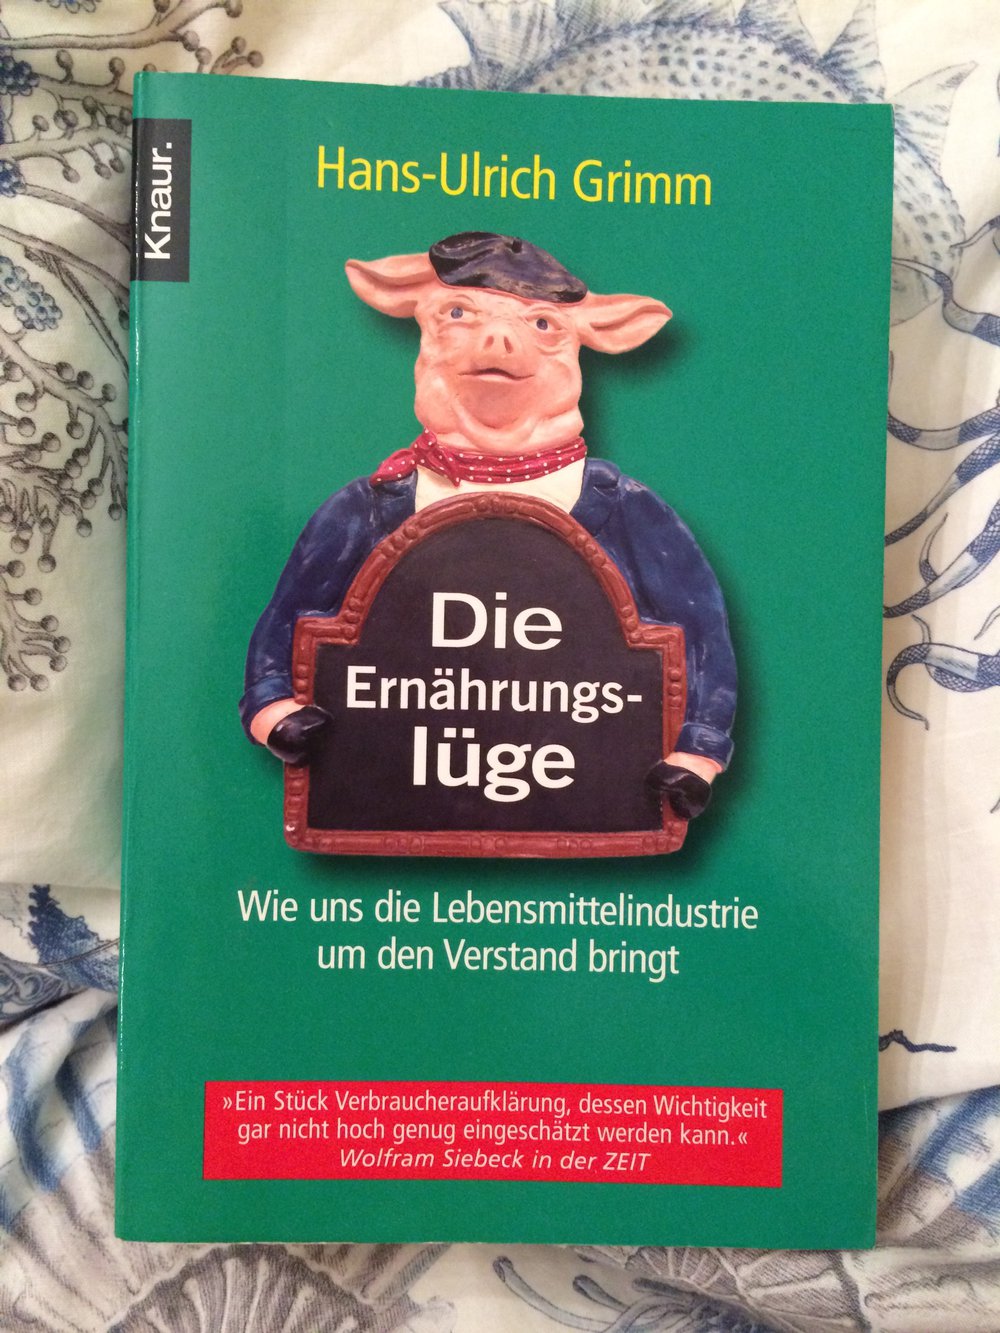 Knaur.
Hans-Ulrich Grimm
Die
Ernährungs-
lüge
Wie uns die Lebensmittelindustrie
um den Verstand bringt
»Ein Stück Verbraucheraufklärung, dessen Wichtigkeit
gar nicht hoch genug eingeschätzt werden kann.«
Wolfram Siebeck in der ZEIT